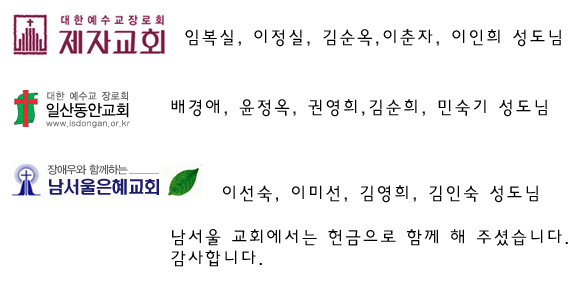 대한예수교장로회
제자교회
임복실, 이정실, 김순옥,이춘자, 이인희 성도님
대한 예수교 장로회
일산동안교회
www.isdongan.or.kr
배경애, 윤정옥, 권영희,김순희, 민숙기 성도님
장애우와 함께하는
남서울은혜교회
이선숙, 이미선, 김영희, 김인숙 성도님
남서울 교회에서는 헌금으로 함께 해 주셨습니다.
감사합니다.